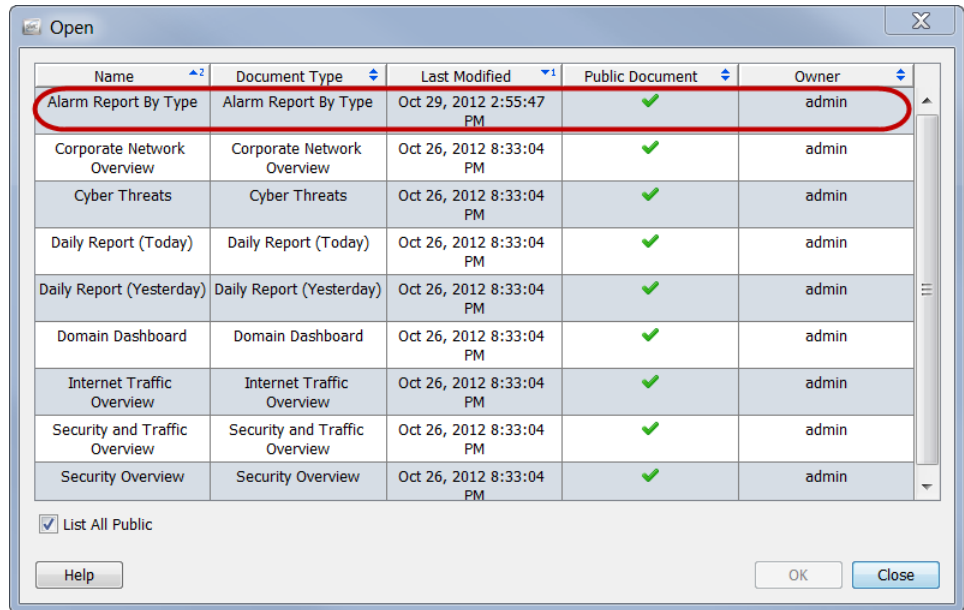 Open
Name 2 Document Type Last Modified 1 Public Document Owner
Alarm Report By Type Alarm Report By Type Oct 29, 2012 2:55:47 admin
PM
Corporate Network Corporate Network Oct 26, 2012 8:33:04 admin
Overview Overview PM
Cyber Threats Cyber Threats Oct 26, 2012 8:33:04 admin
PM
Daily Report (Today) Daily Report (Today) Oct 26, 2012 8:33:04 admin
PM
Daily Report (Yesterday) Daily Report (Yesterday) Oct 26, 2012 8:33:04 admin
PM
Domain Dashboard Domain Dashboard Oct 26, 2012 8:33:04 admin
PM
Internet Traffic Internet Traffic Oct 26, 2012 8:33:04 admin
Overview Overview PM
Security and Traffic Security and Traffic Oct 26, 2012 8:33:04 admin
Overview Overview PM
Security Overview Security Overview Oct 26, 2012 8:33:04 admin
PM
List All Public
Help OK Close